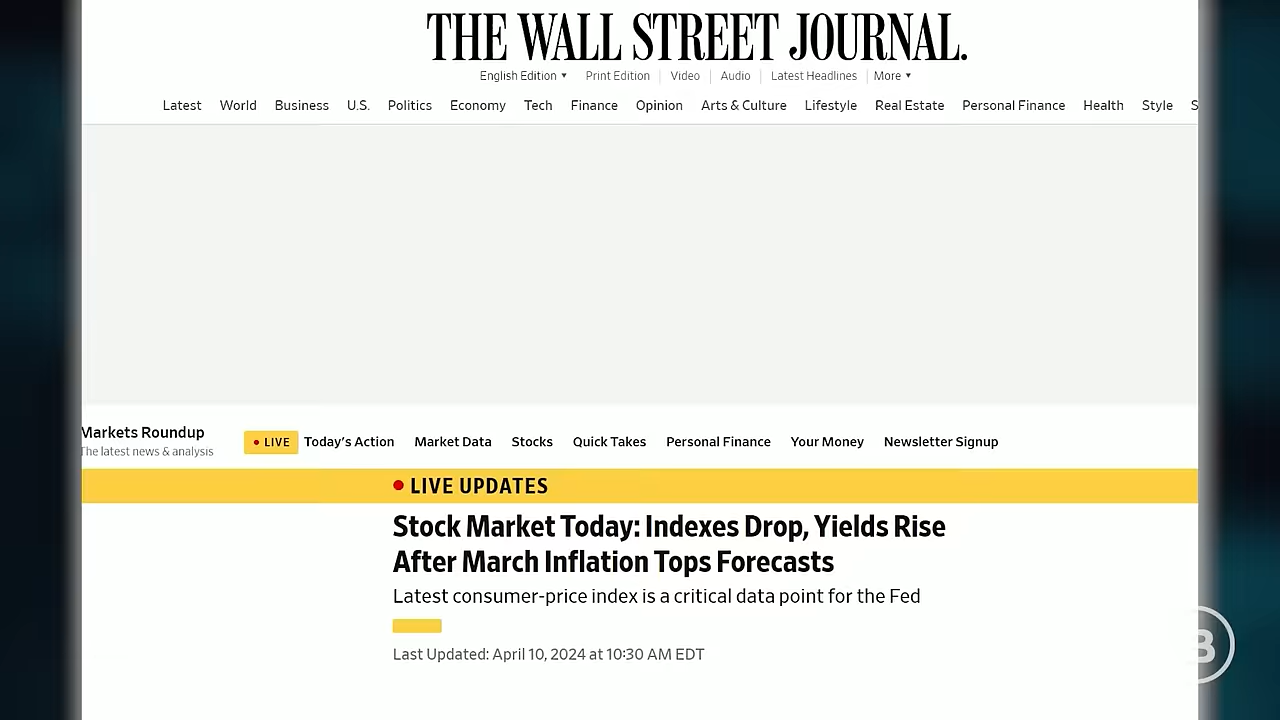 THE WALL STREET JOURNAL.
English Edition ▼ Print Edition Video Audio Latest Headlines More ▼
Latest World Business U.S. Politics Economy Tech Finance Opinion Arts & Culture Lifestyle Real Estate Personal Finance Health Style S
Markets Roundup
The latest news & analysis
• LIVE Today's Action Market Data Stocks Quick Takes Personal Finance Your Money Newsletter Signup
• LIVE UPDATES
Stock Market Today: Indexes Drop, Yields Rise
After March Inflation Tops Forecasts
Latest consumer-price index is a critical data point for the Fed
Last Updated: April 10, 2024 at 10:30 AM EDT
B